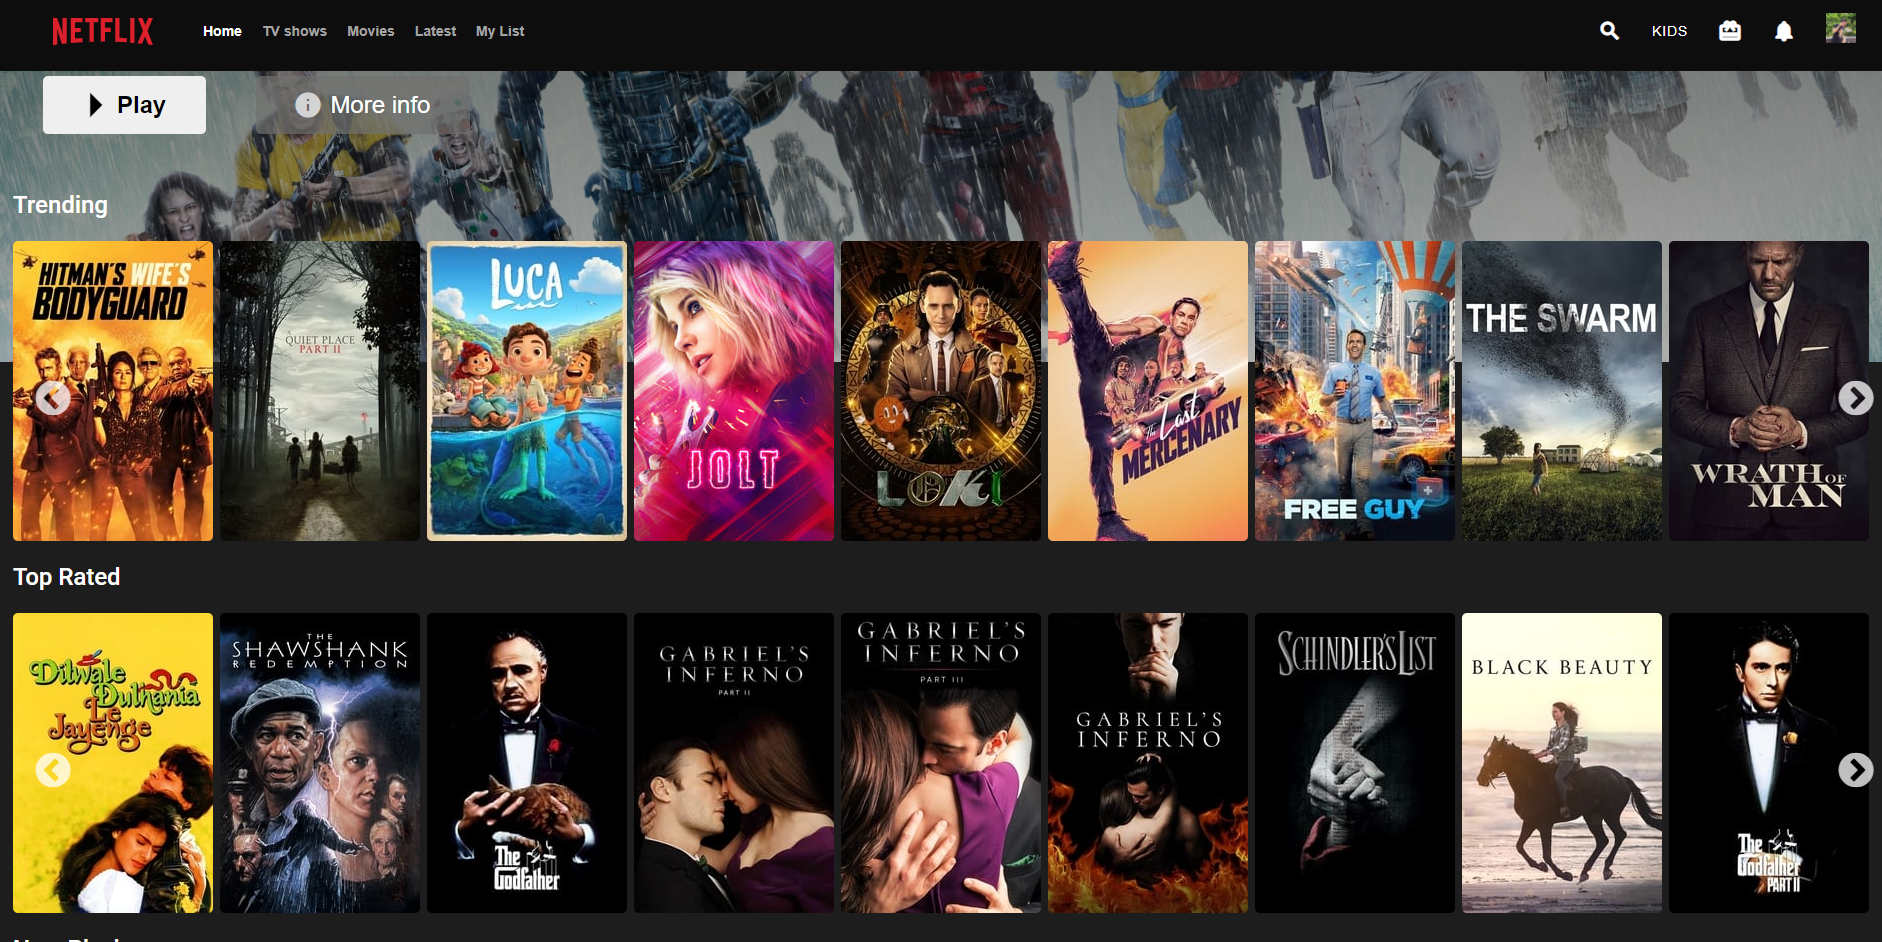 NETFLIX
Home
TV shows
Movies
Latest
My List
KIDS
Play
More info
Trending
HITMAN'S WIFE'S
BODYGUARD
A
QUIET PLACE
PART II
LUCA
JOLT
LOKI
The Last
MERCENARY
FREE GUY
THE SWARM
WRATH OF
MAN
Top Rated
Dilwale
Dulhania
Le
Jayenge
THE
SHAWSHANK
REDEMPTION
The
Godfather
GABRIEL'S
INFERNO
PART II
GABRIEL'S
INFERNO
PART III
GABRIEL'S
INFERNO
SCHINDLER'S LIST
BLACK BEAUTY
The
Godfather
PART II